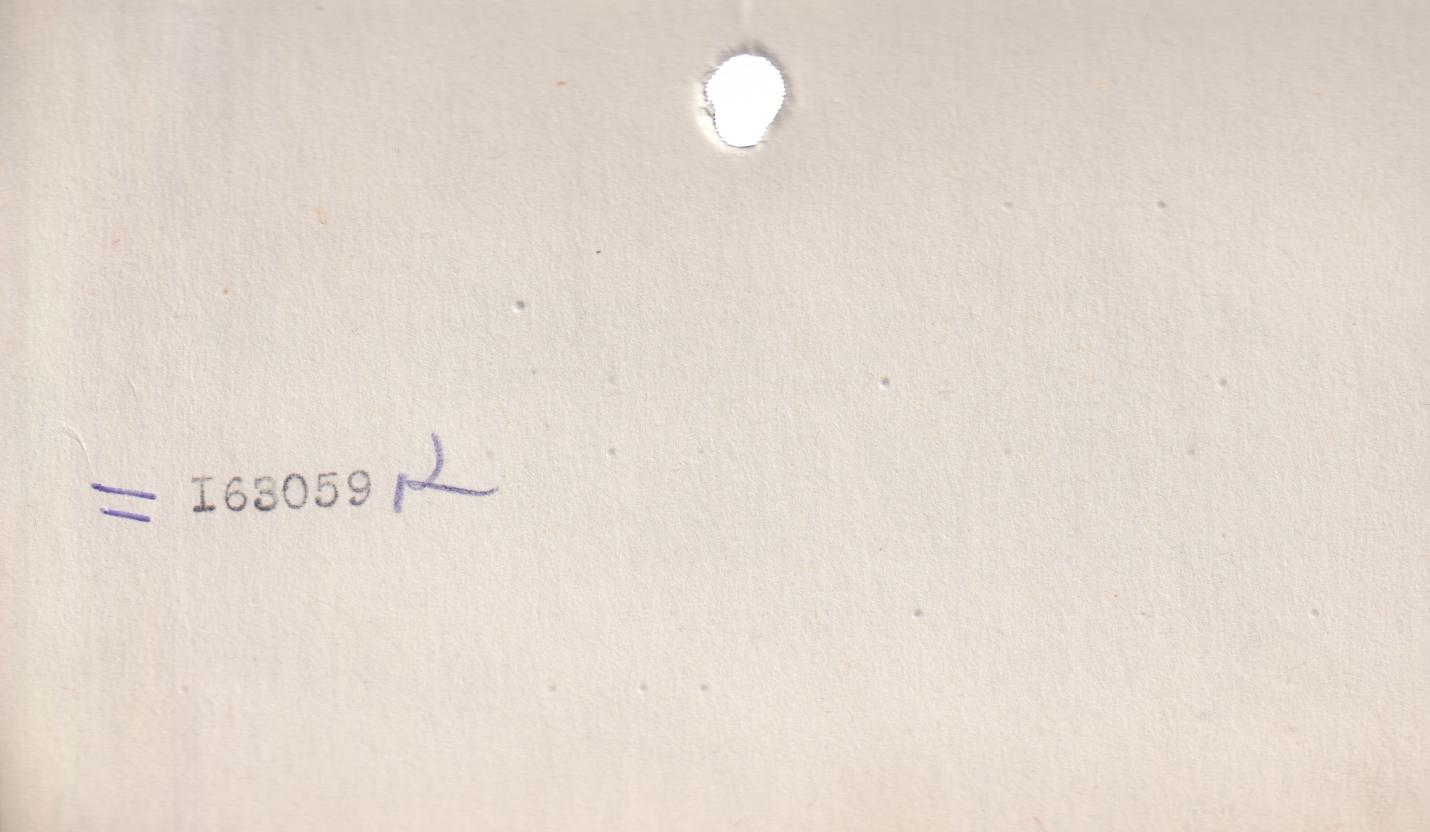 = I63059